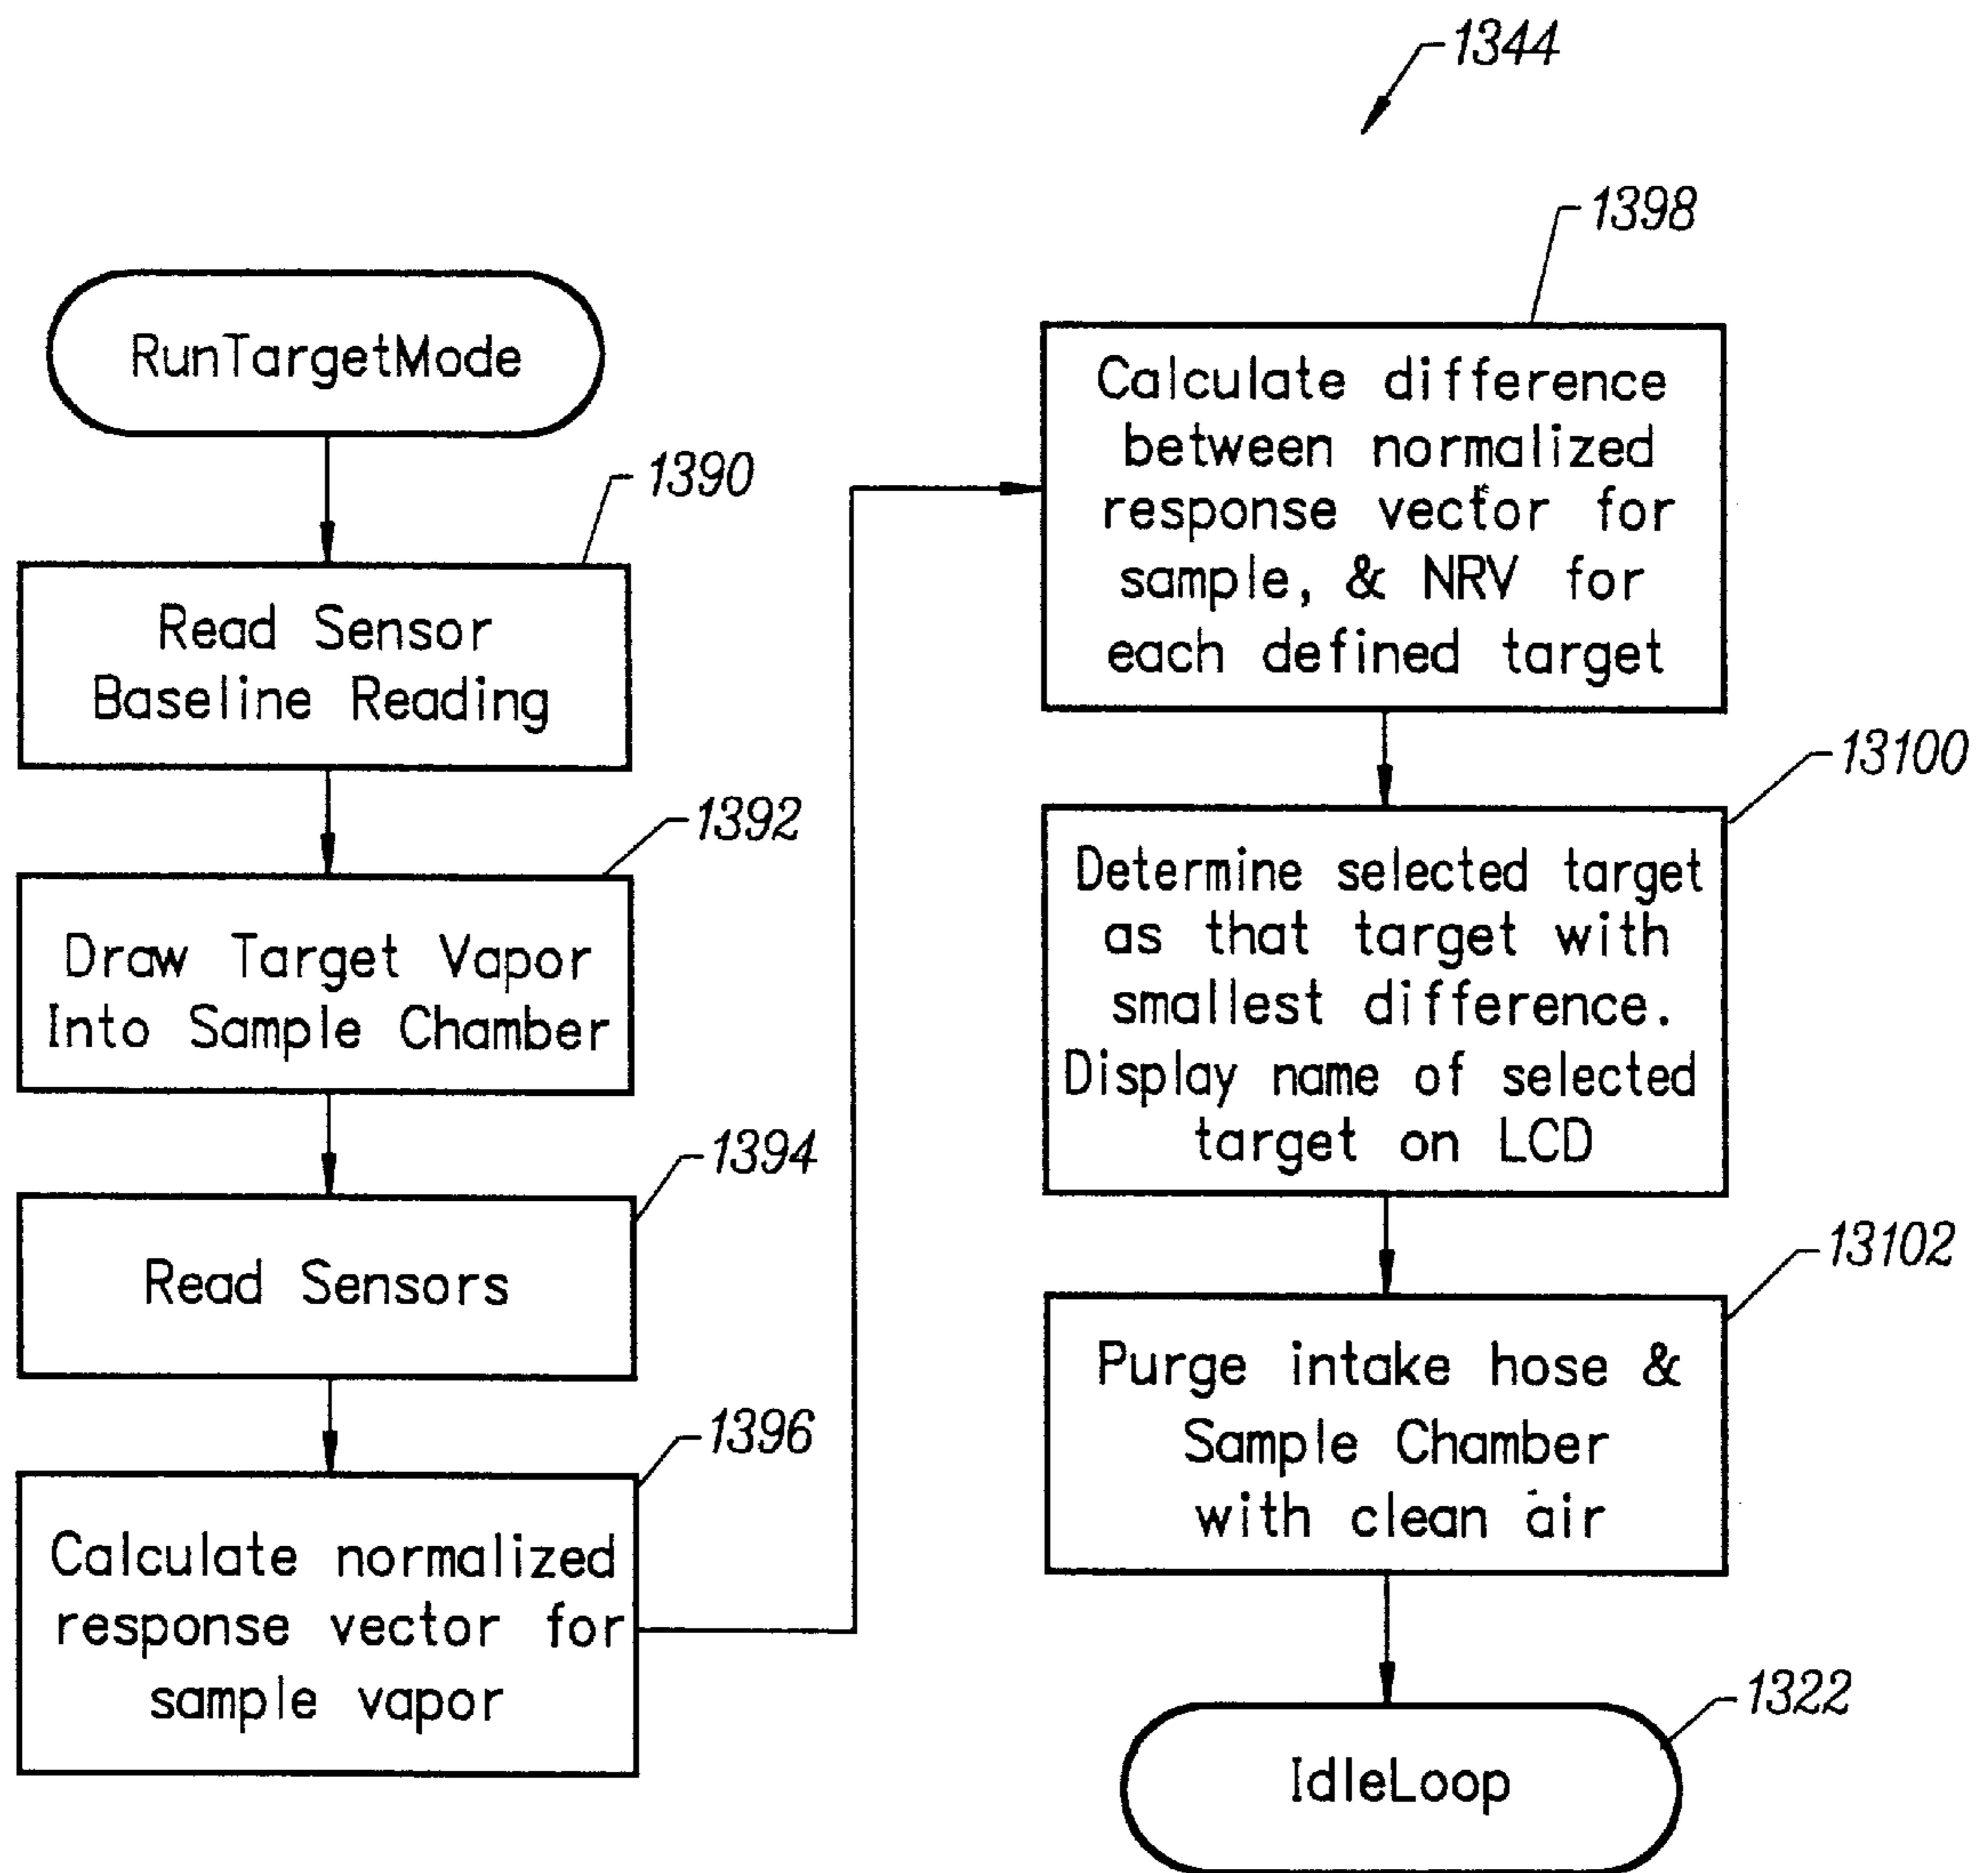 1344
RunTargetMode
1390
Read Sensor
Baseline Reading
1392
Draw Target Vapor
Into Sample Chamber
1394
Read Sensors
1396
Calculate normalized
response vector for
sample vapor
1398
Calculate difference
between normalized
response vector for
sample, & NRV for
each defined target
13100
Determine selected target
as that target with
smallest difference.
Display name of selected
target on LCD
13102
Purge intake hose &
Sample Chamber
with clean air
1322
IdleLoop